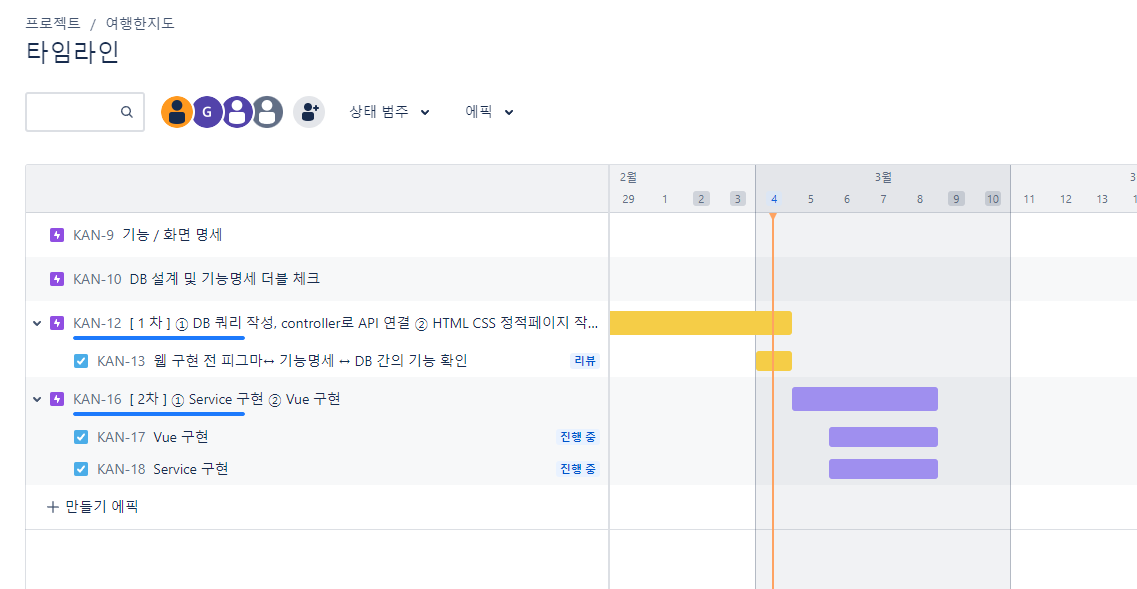 프로젝트 / 여행한지도
타임라인
G 상태 범주 에픽
2월 3월 3
29 1 2 3 4 5 6 7 8 9 10 11 12 13
KAN-9 기능 / 화면 명세
KAN-10 DB 설계 및 기능명세 더블 체크
KAN-12 [ 1 차 ] ① DB 쿼리 작성, controller로 API 연결 ② HTML CSS 정적페이지 작...
KAN-13 웹 구현 전 피그마↔ 기능명세 ↔ DB 간의 기능 확인 리뷰
KAN-16 [ 2차 ] ① Service 구현 ② Vue 구현
KAN-17 Vue 구현 진행 중
KAN-18 Service 구현 진행 중
+ 만들기 에픽